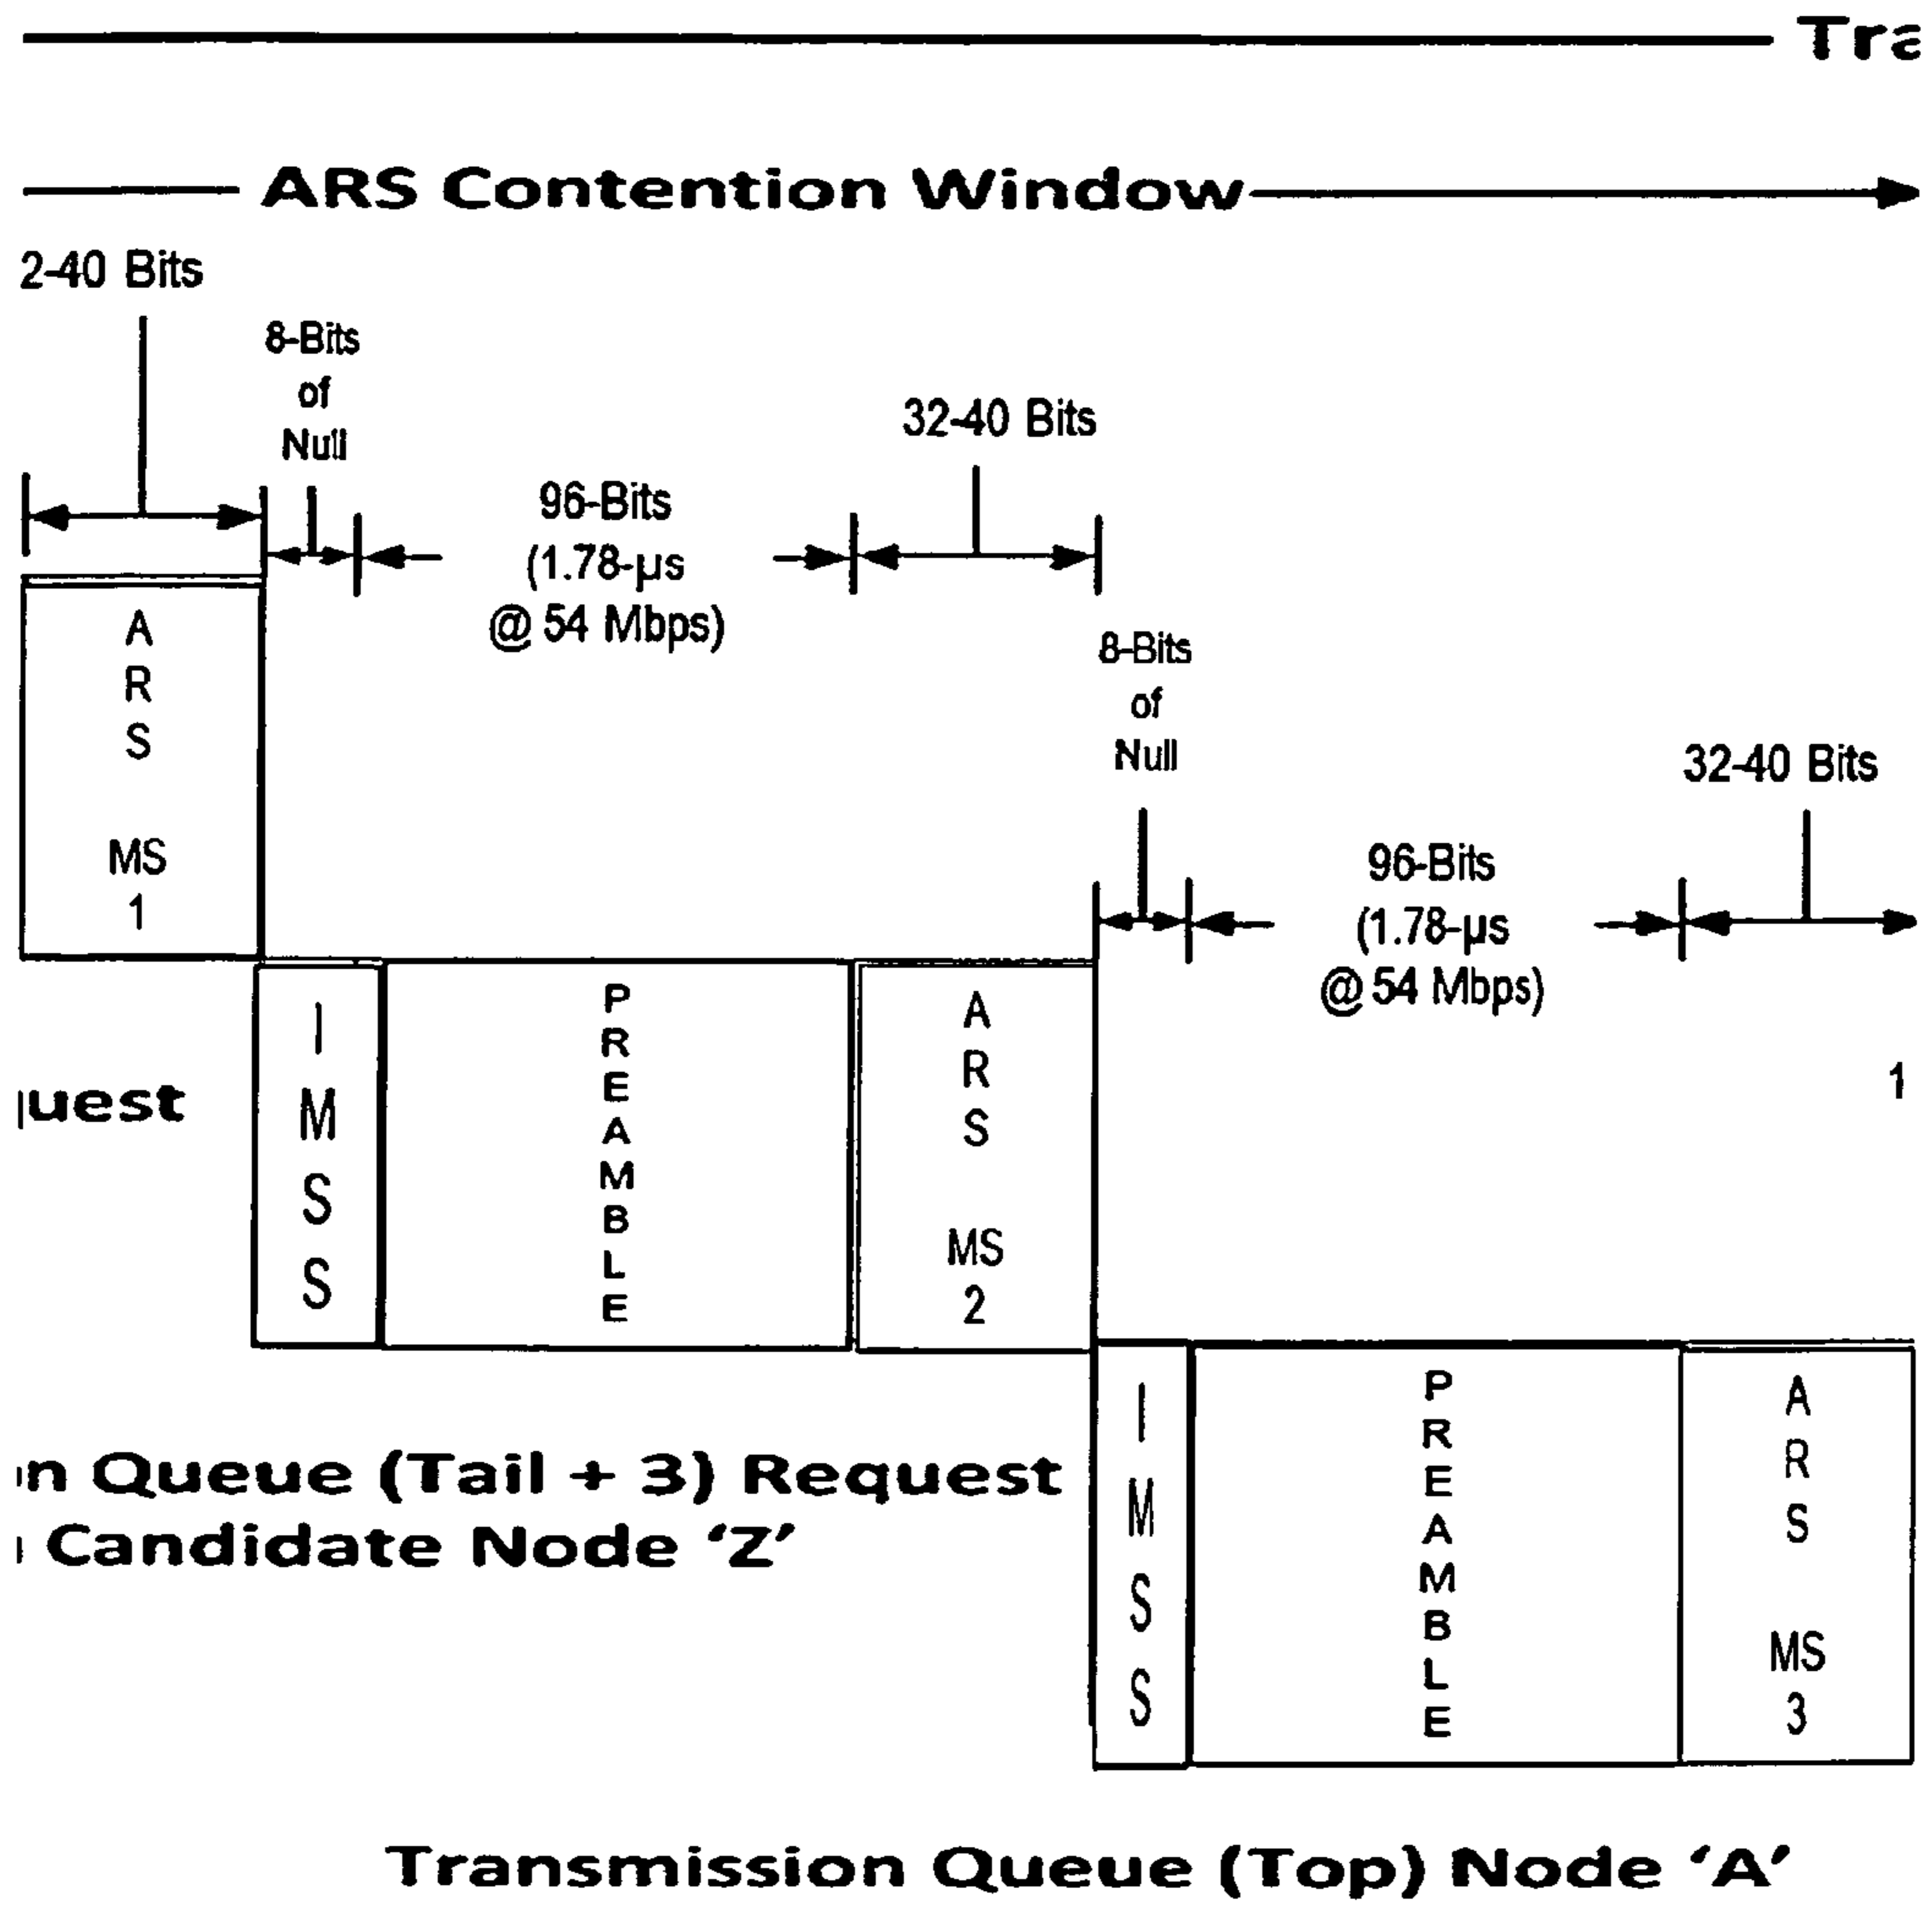 Tra
ARS Contention Window
2-40 Bits
8-Bits
of
Null
96-Bits
(1.78-µs
@ 54 Mbps)
32-40 Bits
8-Bits
of
Null
96-Bits
(1.78-µs
@ 54 Mbps)
32-40 Bits
A
R
S
MS
1
I
M
S
S
P
R
E
A
M
B
L
E
A
R
S
MS
2
uest
1
n Queue (Tail + 3) Request
Candidate Node ‘Z’
I
M
S
S
P
R
E
A
M
B
L
E
A
R
S
MS
3
Transmission Queue (Top) Node ‘A’